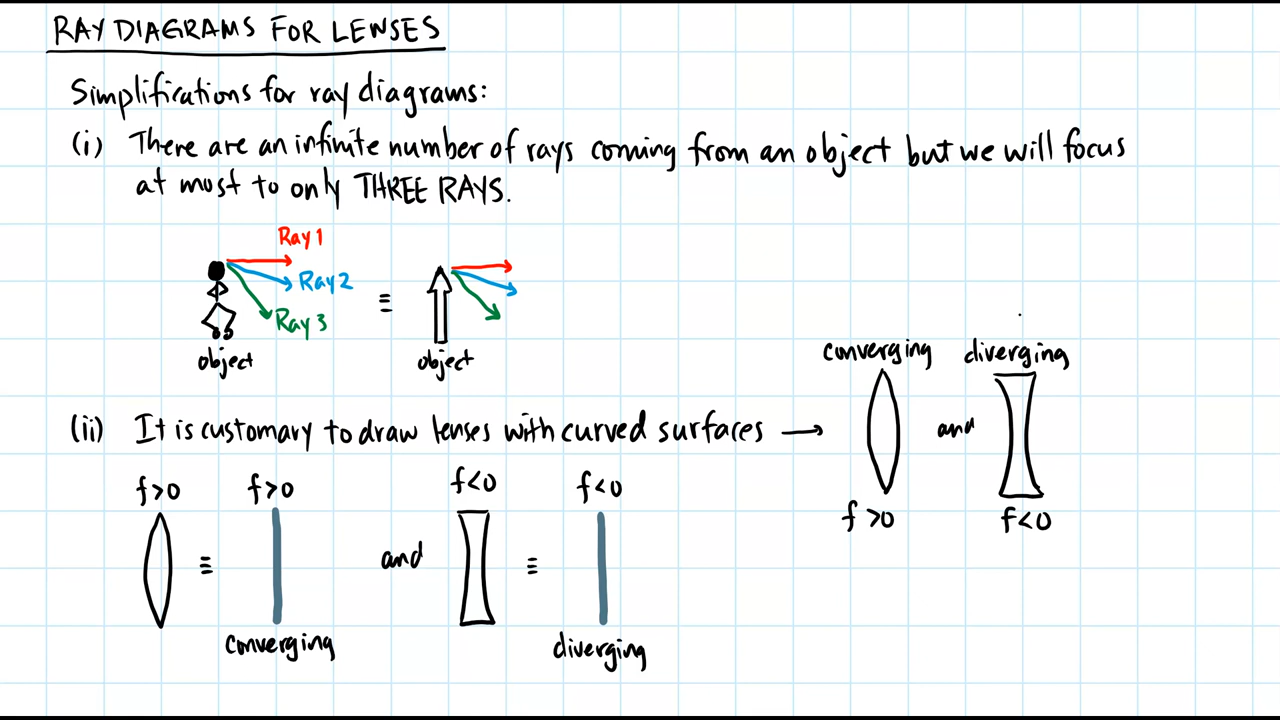 RAY DIAGRAMS FOR LENSES
Simplifications for ray diagrams:
(i) There are an infinite number of rays coming from an object but we will focus
at most to only THREE RAYS.
Ray 1
Ray 2
Ray 3
≡
object
object
converging
diverging
(ii) It is customary to draw lenses with curved surfaces →
and
f>0
f<0
f>0
f>0
f<0
f<0
≡
and
≡
converging
diverging